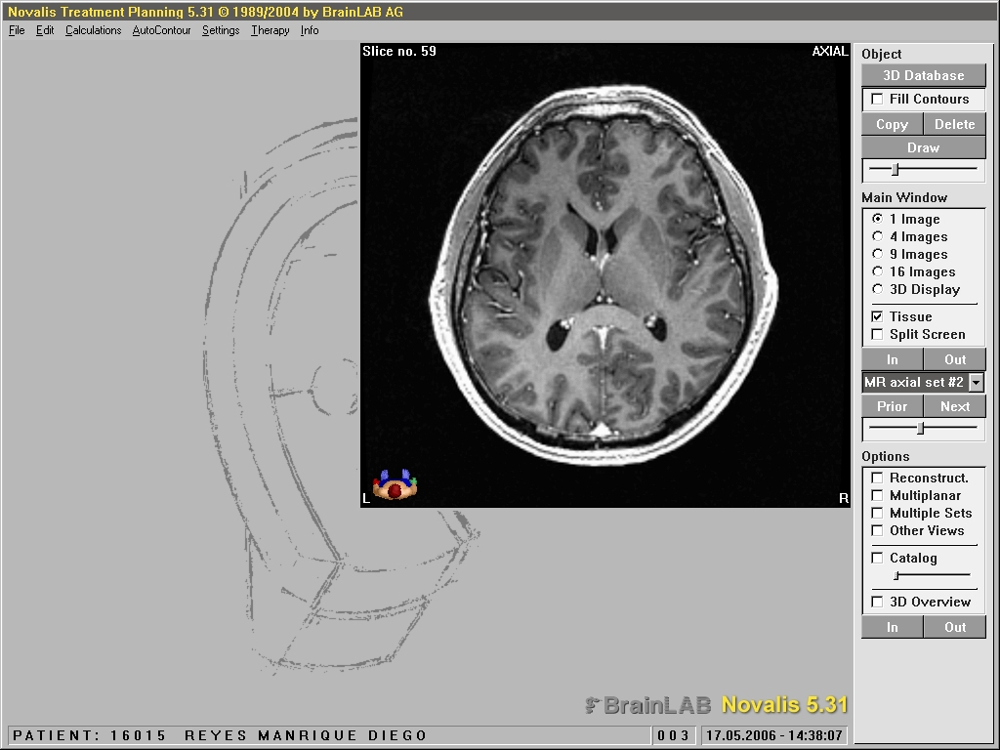 Novalis Treatment Planning 5.31 © 1989/2004 by BrainLAB AG
File Edit Calculations AutoContour Settings Therapy Info
Slice no. 59 AXIAL
L R
Object
3D Database
Fill Contours
Copy Delete
Draw
Main Window
1 Image
4 Images
9 Images
16 Images
3D Display
Tissue
Split Screen
In Out
MR axial set #2
Prior Next
Options
Reconstruct.
Multiplanar
Multiple Sets
Other Views
Catalog
3D Overview
In Out
BrainLAB Novalis 5.31
PATIENT: 16015 REYES MANRIQUE DIEGO 003 17.05.2006 - 14:38:07